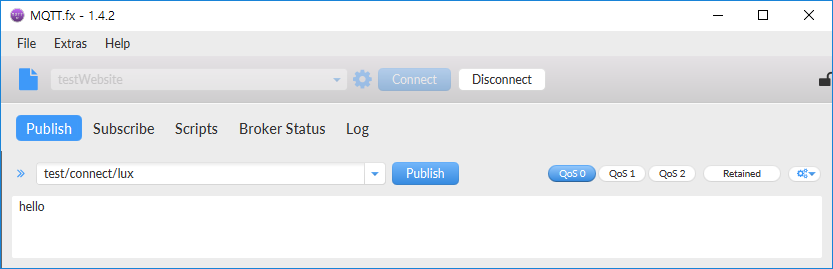 MQTT.fx - 1.4.2
File Extras Help
testWebsite Connect Disconnect
Publish Subscribe Scripts Broker Status Log
test/connect/lux Publish QoS 0 QoS 1 QoS 2 Retained
hello